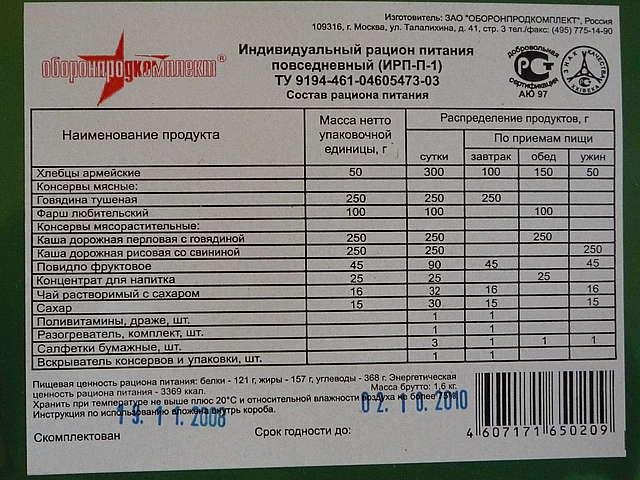 Изготовитель: ЗАО "ОБОРОНПРОДКОМПЛЕКТ", Россия
109316, г. Москва, ул. Талалихина, д. 41, стр. 3 тел./факс: (495) 775-14-90
оборонпродкомплект®
Индивидуальный рацион питания
повседневный (ИРП-П-1)
ТУ 9194-461-04605473-03
Состав рациона питания
добровольная
РСТ
сертификация
АЮ 97
ЗНАК КАЧЕСТВА
XXI ВЕКА
Наименование продукта
Масса нетто
упаковочной
единицы, г
Распределение продуктов, г
По приемам пищи
сутки завтрак обед ужин
Хлебцы армейские 50 300 100 150 50
Консервы мясные:
Говядина тушеная 250 250 250
Фарш любительский 100 100 100
Консервы мясорастительные:
Каша дорожная перловая с говядиной 250 250 250
Каша дорожная рисовая со свининой 250 250 250
Повидло фруктовое 45 90 45 45
Концентрат для напитка 25 25 25
Чай растворимый с сахаром 16 32 16 16
Сахар 15 30 15 15
Поливитамины, драже, шт. 1 1
Разогреватель, комплект, шт. 1 1
Салфетки бумажные, шт. 3 1 1 1
Вскрыватель консервов и упаковки, шт. 1 1
Пищевая ценность рациона питания: белки - 121 г, жиры - 157 г, углеводы - 368 г. Энергетическая
ценность рациона питания - 3369 ккал. Масса брутто: 1,6 кг.
Хранить при температуре не выше плюс 20°С и относительной влажности воздуха не более 75%.
Инструкция по использованию вложена внутрь короба.
19.11.2008 02.10.2010
Скомплектован Срок годности до:
4 607171 650209